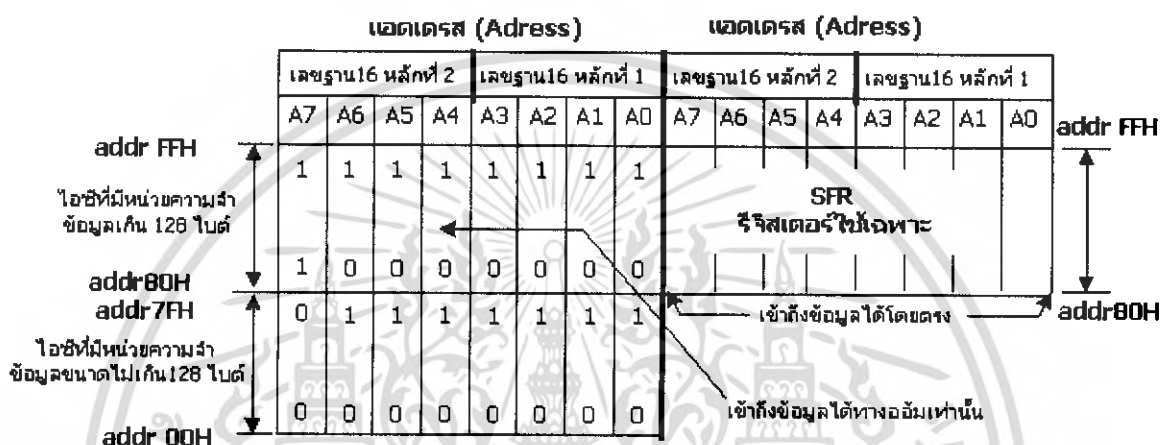 แอดเดรส (Adress) แอดเดรส (Adress)
เลขฐาน16 หลักที่ 2 เลขฐาน16 หลักที่ 1 เลขฐาน16 หลักที่ 2 เลขฐาน16 หลักที่ 1
A7 A6 A5 A4 A3 A2 A1 A0 A7 A6 A5 A4 A3 A2 A1 A0
addr FFH
addr FFH
1 1 1 1 1 1 1 1
ไอซีที่มีหน่วยความจำ
ข้อมูลเกิน 128 ไบต์
SFR
รีจิสเตอร์ใช้เฉพาะ
1 0 0 0 0 0 0 0
addr80H
addr7FH
0 1 1 1 1 1 1 1
เข้าถึงข้อมูลได้โดยตรง
addr80H
ไอซีที่มีหน่วยความจำ
ข้อมูลขนาดไม่เกิน128 ไบต์
เข้าถึงข้อมูลได้ทางอ้อมเท่านั้น
0 0 0 0 0 0 0 0
addr 00H